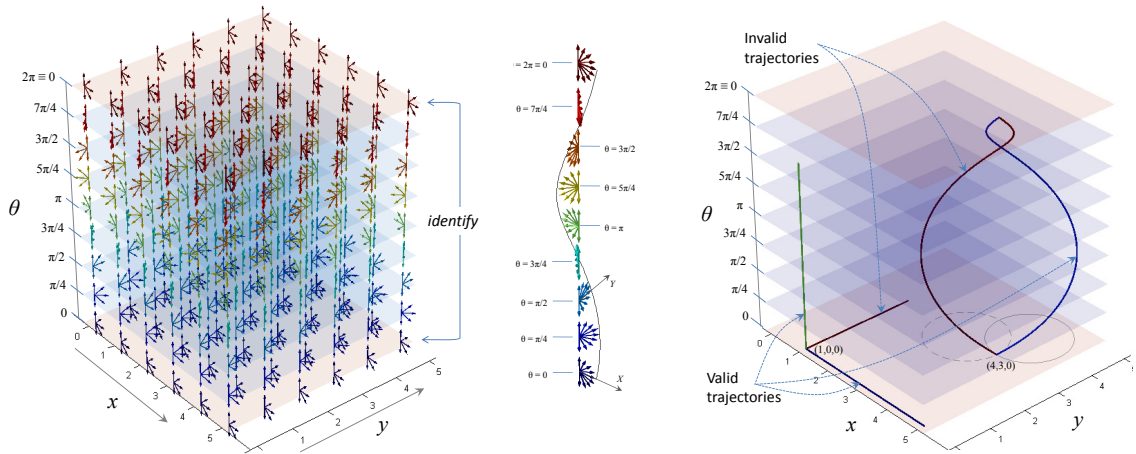 2π ≡ 0
7π/4
3π/2
5π/4
π
3π/4
π/2
π/4
0
θ
0
1
2
3
4
5
x
1
2
3
4
5
y
identify
= 2π ≡ 0
θ = 7π/4
θ = 3π/2
θ = 5π/4
θ = π
θ = 3π/4
θ = π/2
θ = π/4
θ = 0
Y
X
Invalid
trajectories
2π ≡ 0
7π/4
3π/2
5π/4
π
3π/4
π/2
π/4
0
θ
(1,0,0)
(4,3,0)
Valid
trajectories
0
1
2
3
4
5
x
1
2
3
4
y